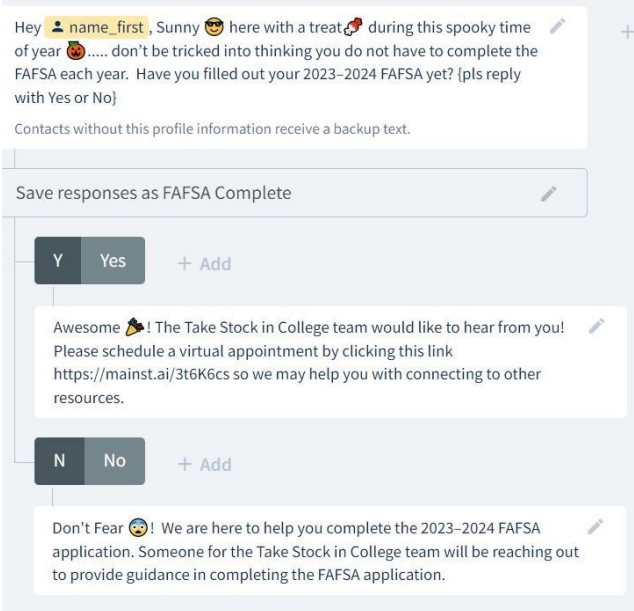 Hey name_first, Sunny 😎 here with a treat🍬 during this spooky time
of year 🎃..... don't be tricked into thinking you do not have to complete the
FAFSA each year. Have you filled out your 2023–2024 FAFSA yet? {pls reply
with Yes or No}
Contacts without this profile information receive a backup text.
Save responses as FAFSA Complete
Y Yes + Add
Awesome 🎉! The Take Stock in College team would like to hear from you!
Please schedule a virtual appointment by clicking this link
https://mainst.ai/3t6K6cs so we may help you with connecting to other
resources.
N No + Add
Don't Fear 😨! We are here to help you complete the 2023–2024 FAFSA
application. Someone for the Take Stock in College team will be reaching out
to provide guidance in completing the FAFSA application.